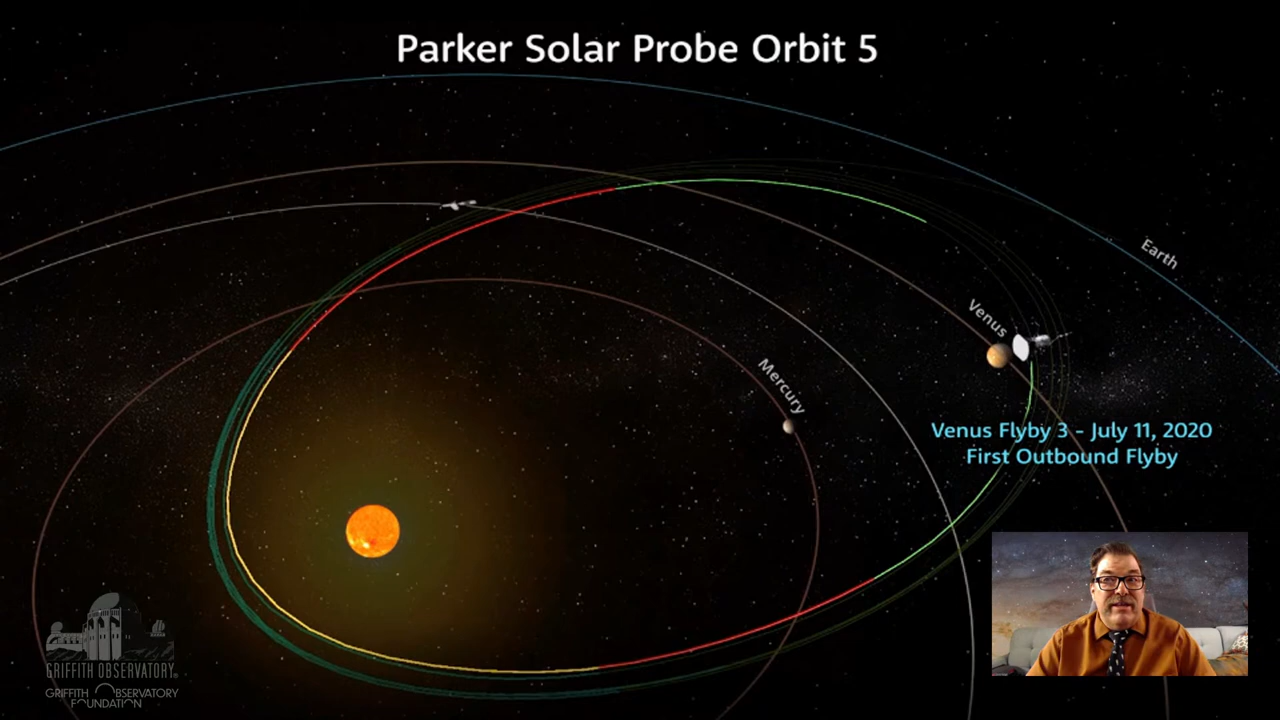 Parker Solar Probe Orbit 5
Earth
Venus
Mercury
Venus Flyby 3 - July 11, 2020
First Outbound Flyby
GRIFFITH OBSERVATORY®
GRIFFITH OBSERVATORY
FOUNDATION